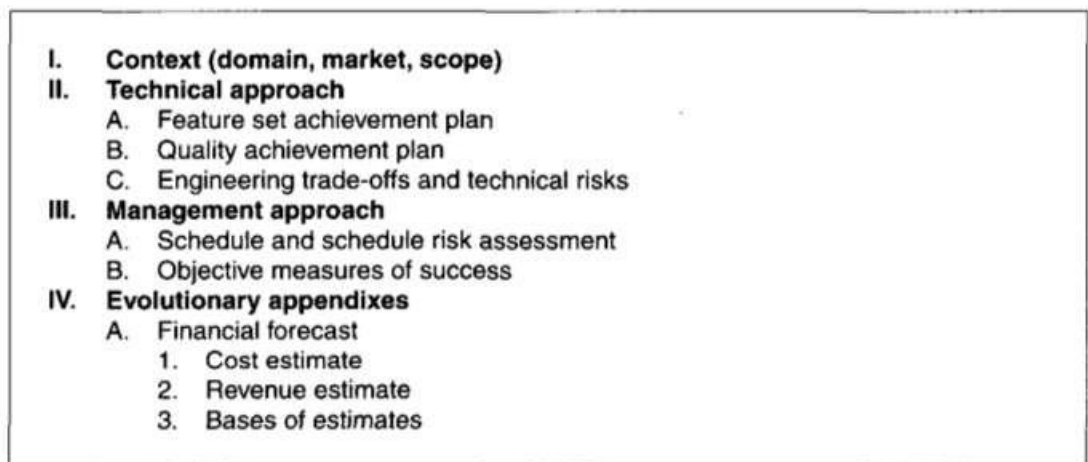 I. Context (domain, market, scope)
II. Technical approach
A. Feature set achievement plan
B. Quality achievement plan
C. Engineering trade-offs and technical risks
III. Management approach
A. Schedule and schedule risk assessment
B. Objective measures of success
IV. Evolutionary appendixes
A. Financial forecast
1. Cost estimate
2. Revenue estimate
3. Bases of estimates